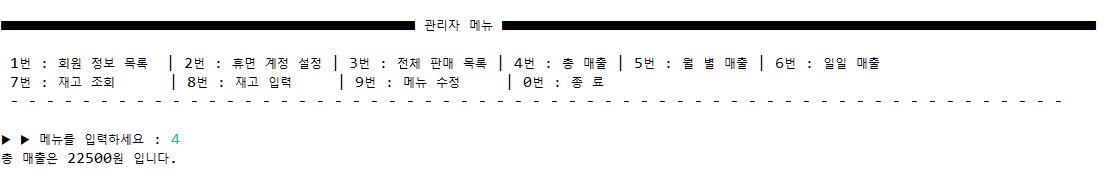 관리자 메뉴
1번 : 회원 정보 목록 | 2번 : 휴면 계정 설정 | 3번 : 전체 판매 목록 | 4번 : 총 매출 | 5번 : 월 별 매출 | 6번 : 일일 매출
7번 : 재고 조회 | 8번 : 재고 입력 | 9번 : 메뉴 수정 | 0번 : 종 료
▶ ▶ 메뉴를 입력하세요 : 4
총 매출은 22500원 입니다.